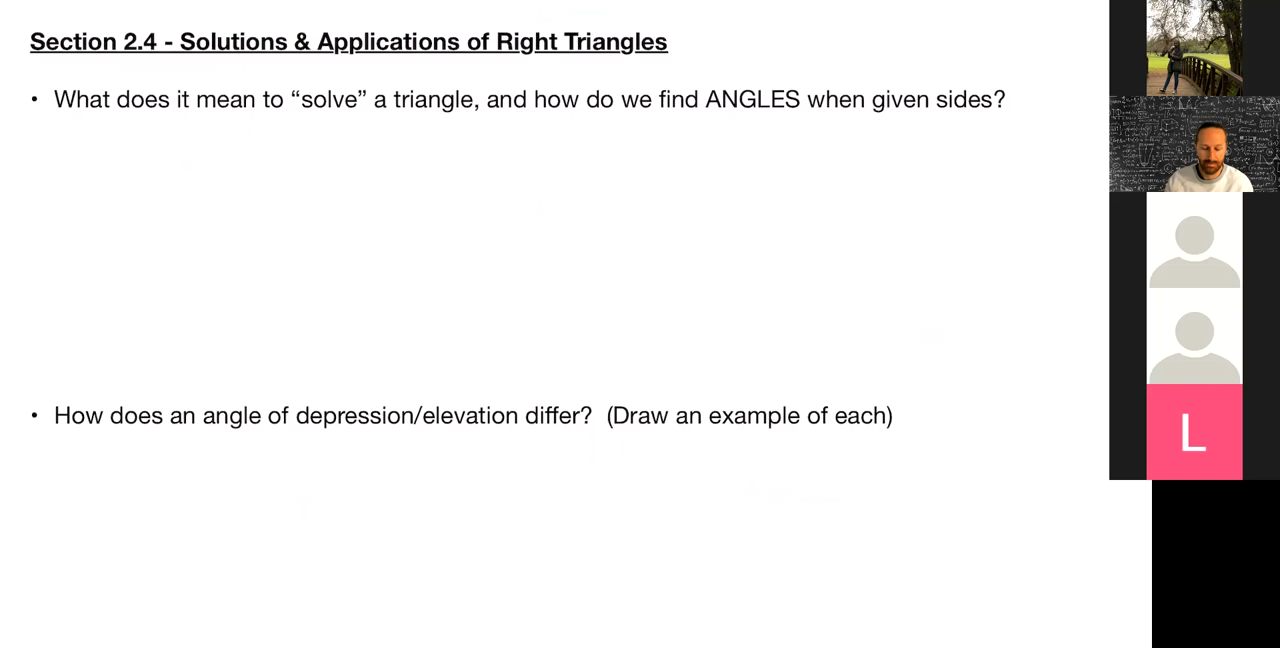 Section 2.4 - Solutions & Applications of Right Triangles
• What does it mean to “solve” a triangle, and how do we find ANGLES when given sides?
• How does an angle of depression/elevation differ?  (Draw an example of each)
L